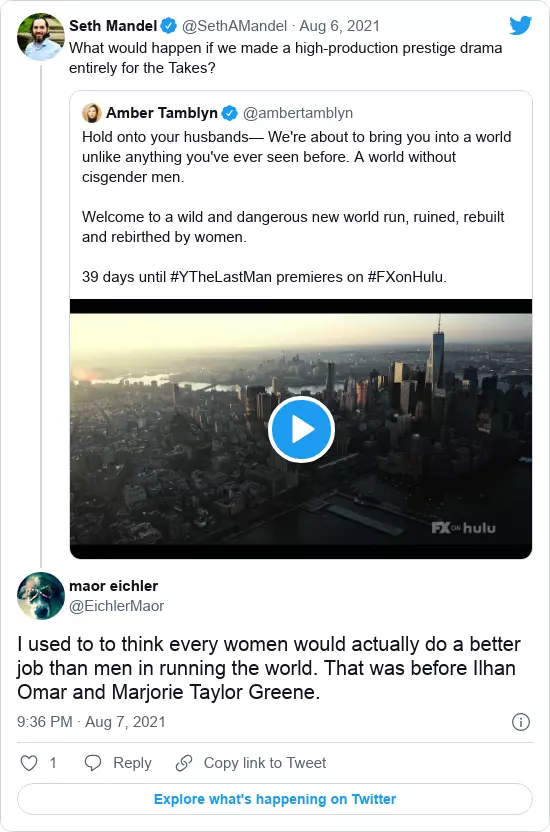 Seth Mandel @SethAMandel · Aug 6, 2021
What would happen if we made a high-production prestige drama
entirely for the Takes?
Amber Tamblyn @ambertamblyn
Hold onto your husbands— We're about to bring you into a world
unlike anything you've ever seen before. A world without
cisgender men.
Welcome to a wild and dangerous new world run, ruined, rebuilt
and rebirthed by women.
39 days until #YTheLastMan premieres on #FXonHulu.
FX ON hulu
maor eichler
@EichlerMaor
I used to to think every women would actually do a better
job than men in running the world. That was before Ilhan
Omar and Marjorie Taylor Greene.
9:36 PM · Aug 7, 2021
1 Reply Copy link to Tweet
Explore what's happening on Twitter